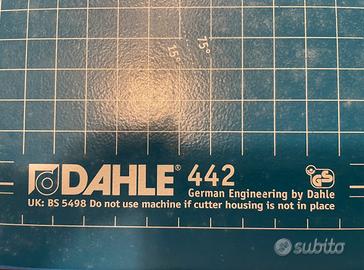 75°
15°
DAHLE® 442
German Engineering by Dahle
UK: BS 5498 Do not use machine if cutter housing is not in place
GS
subito